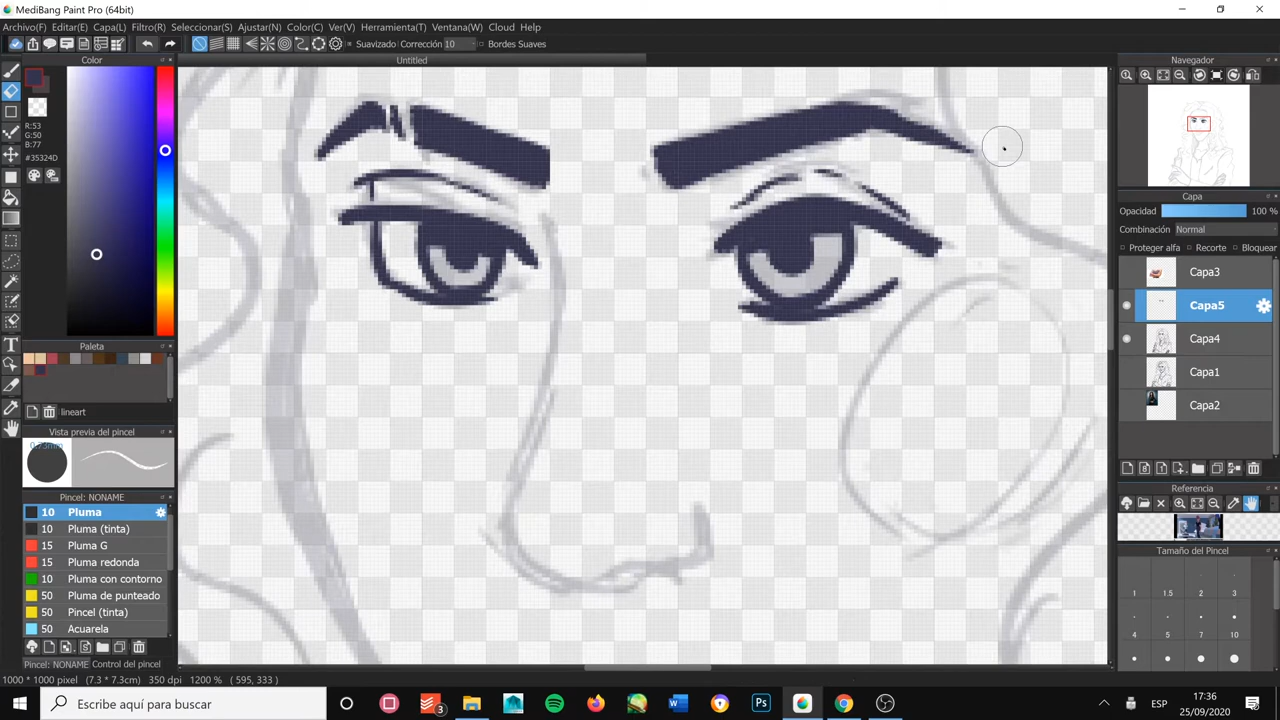 MediBang Paint Pro (64bit)
Archivo(F) Editar(E) Capa(L) Filtro(R) Seleccionar(S) Ajustar(N) Color(C) Ver(V) Herramienta(T) Ventana(W) Cloud Help
Suavizado Corrección 10 Bordes Suaves
Color
Untitled
Navegador
R:53
G:50
B:77
#35324D
Capa
Opacidad 100 %
Combinación Normal
Proteger alfa Recorte Bloquear
Capa3
Capa5
Capa4
Capa1
Capa2
Paleta
lineart
Vista previa del pincel
0.73mm
Pincel: NONAME
10 Pluma
10 Pluma (tinta)
15 Pluma G
15 Pluma redonda
10 Pluma con contorno
50 Pluma de punteado
50 Pincel (tinta)
50 Acuarela
Pincel: NONAME Control del pincel
Referencia
Tamaño del Pincel
1 1.5 2 3
4 5 7 10
1000 * 1000 pixel (7.3 * 7.3cm) 350 dpi 1200 % ( 595, 333 )
Escribe aquí para buscar
3
Ps
ESP
17:36
25/09/2020